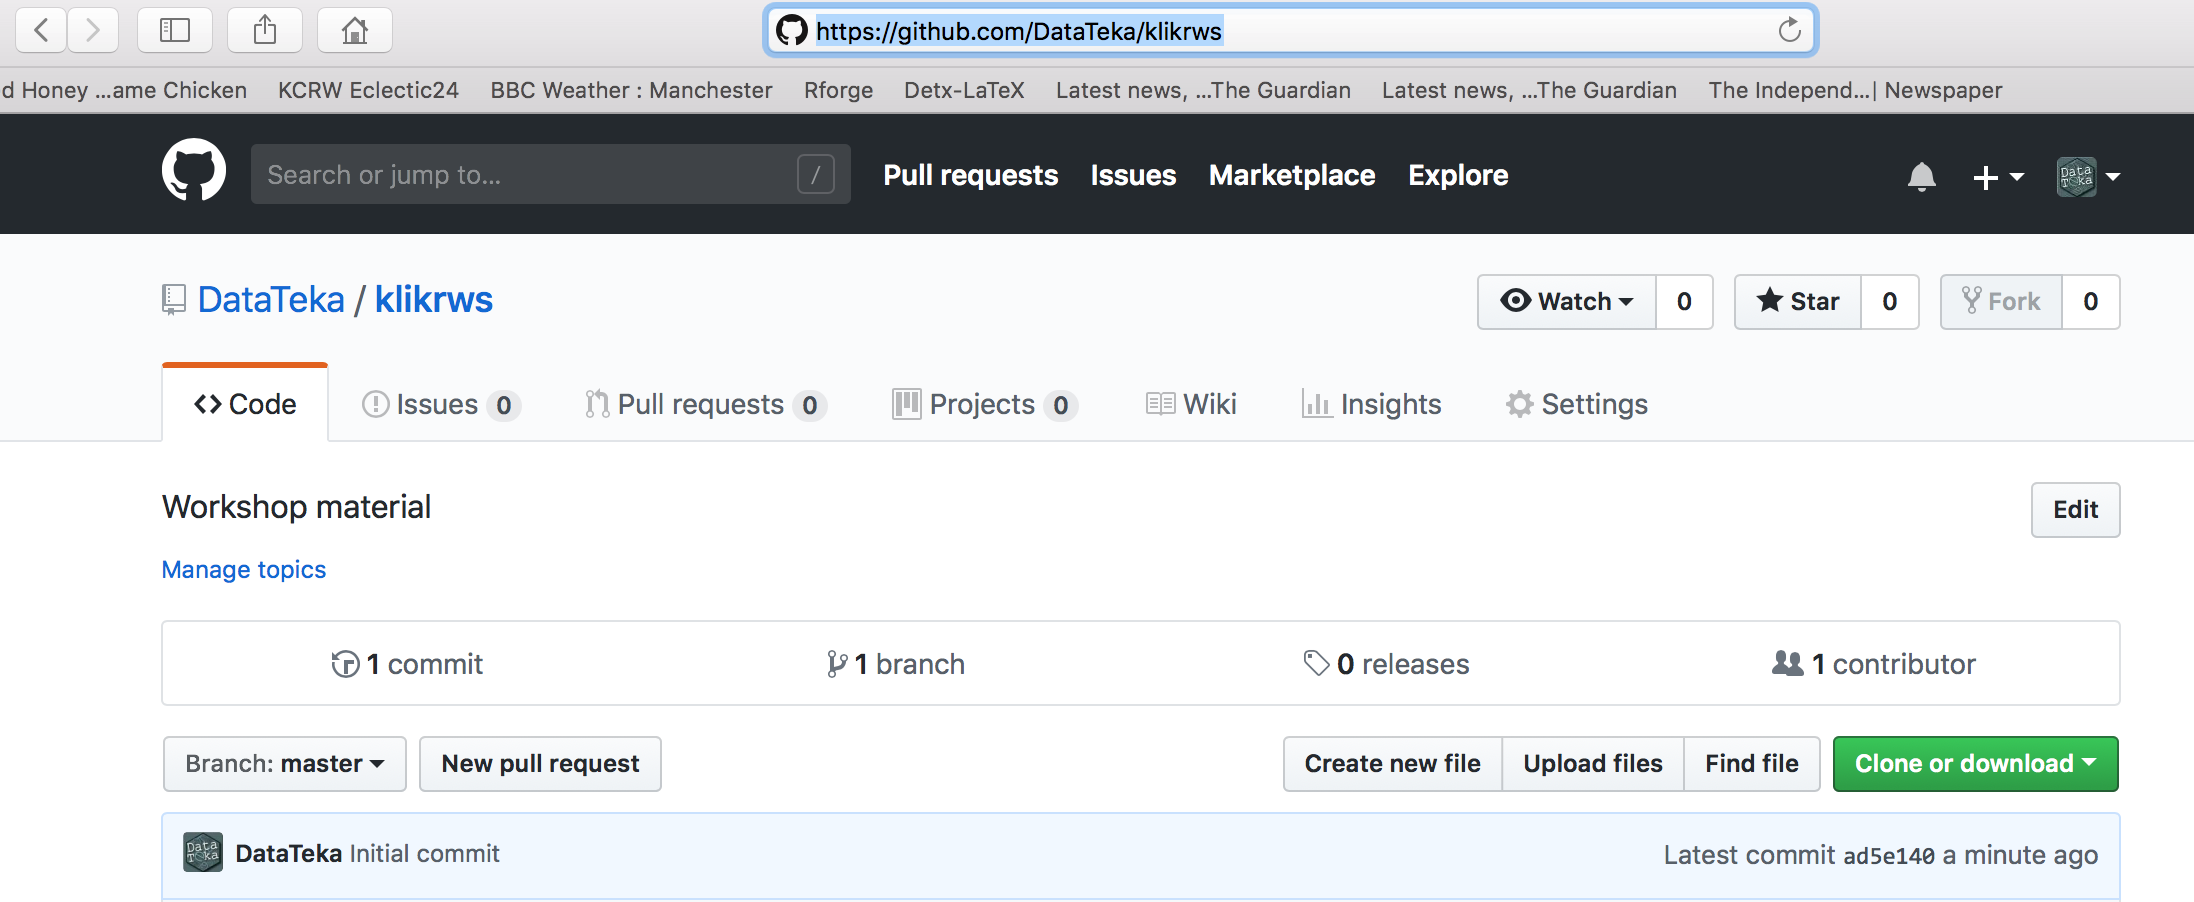 https://github.com/DataTeka/klikrws
d Honey ...ame Chicken KCRW Eclectic24 BBC Weather : Manchester Rforge Detx-LaTeX Latest news, ...The Guardian Latest news, ...The Guardian The Independ...| Newspaper
Search or jump to... / Pull requests Issues Marketplace Explore Data Teka
DataTeka / klikrws Watch 0 Star 0 Fork 0
Code Issues 0 Pull requests 0 Projects 0 Wiki Insights Settings
Workshop material Edit
Manage topics
1 commit 1 branch 0 releases 1 contributor
Branch: master New pull request Create new file Upload files Find file Clone or download
Data Teka DataTeka Initial commit Latest commit ad5e140 a minute ago